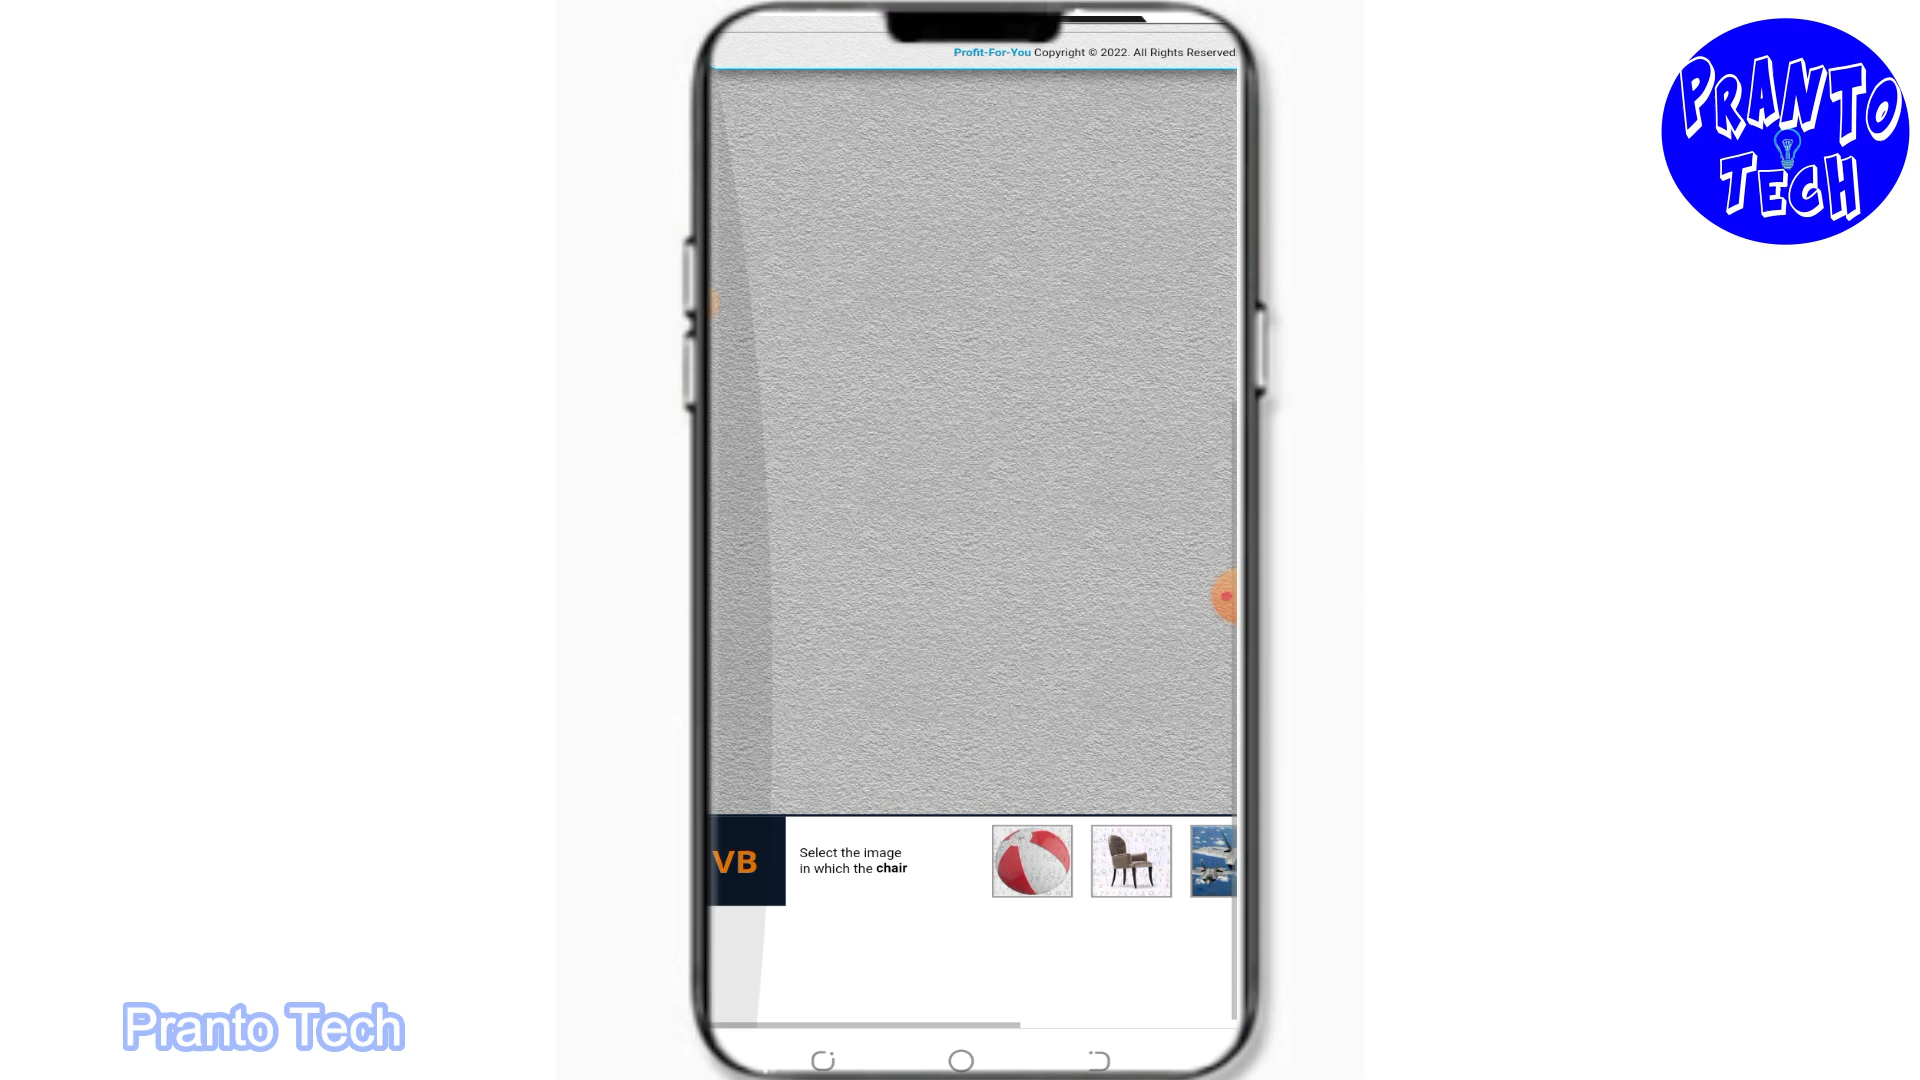 Profit-For-You Copyright © 2022. All Rights Reserved
PRANTO
TECH
VB
Select the image
in which the chair
Pranto Tech